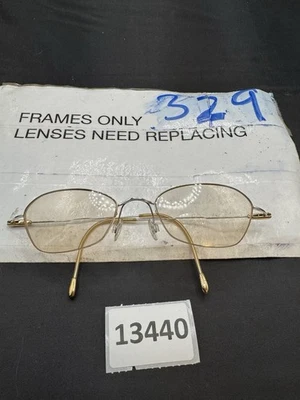 329
FRAMES ONLY
LENSES NEED REPLACING
13440